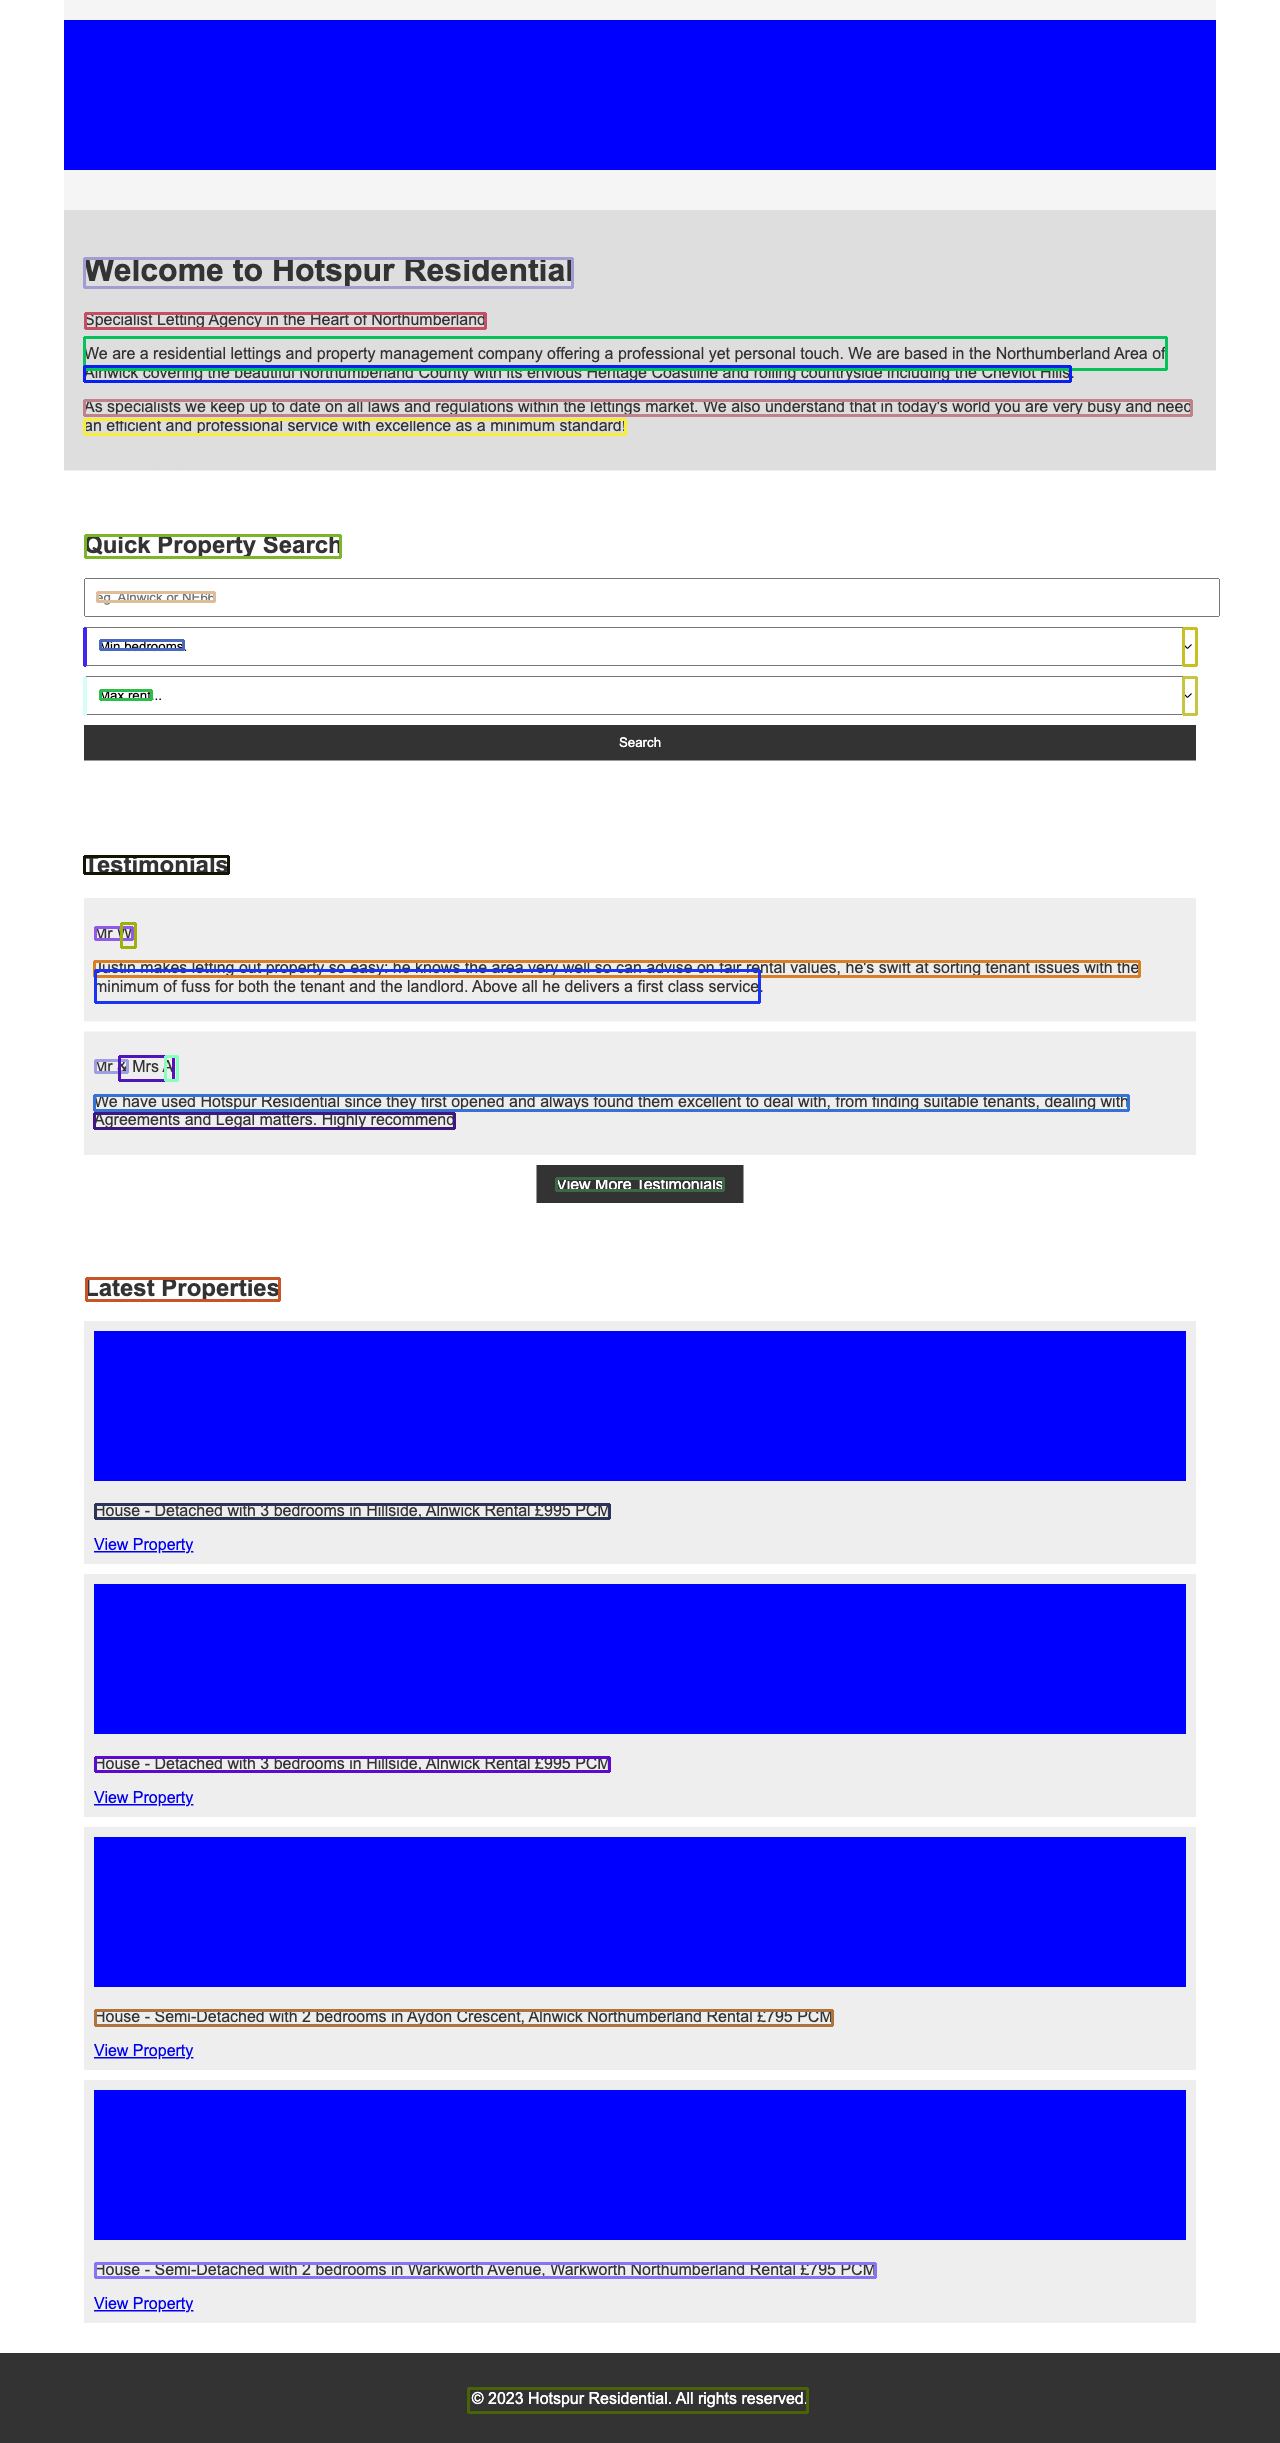 Welcome to Hotspur Residential
Specialist Letting Agency in the Heart of Northumberland
We are a residential lettings and property management company offering a professional yet personal touch. We are based in the Northumberland Area of
Alnwick covering the beautiful Northumberland County with its envious Heritage Coastline and rolling countryside including the Cheviot Hills.
As specialists we keep up to date on all laws and regulations within the lettings market. We also understand that in today's world you are very busy and need
an efficient and professional service with excellence as a minimum standard!
Quick Property Search
eg. Alnwick or NE66
Min bedrooms.
Max rent...
Search
Testimonials
Mr W
Justin makes letting out property so easy: he knows the area very well so can advise on fair rental values, he's swift at sorting tenant issues with the
minimum of fuss for both the tenant and the landlord. Above all he delivers a first class service.
Mr & Mrs A
We have used Hotspur Residential since they first opened and always found them excellent to deal with, from finding suitable tenants, dealing with
Agreements and Legal matters. Highly recommend
View More Testimonials
Latest Properties
House - Detached with 3 bedrooms in Hillside, Alnwick Rental £995 PCM
View Property
House - Detached with 3 bedrooms in Hillside, Alnwick Rental £995 PCM
View Property
House - Semi-Detached with 2 bedrooms in Aydon Crescent, Alnwick Northumberland Rental £795 PCM
View Property
House - Semi-Detached with 2 bedrooms in Warkworth Avenue, Warkworth Northumberland Rental £795 PCM
View Property
© 2023 Hotspur Residential. All rights reserved.